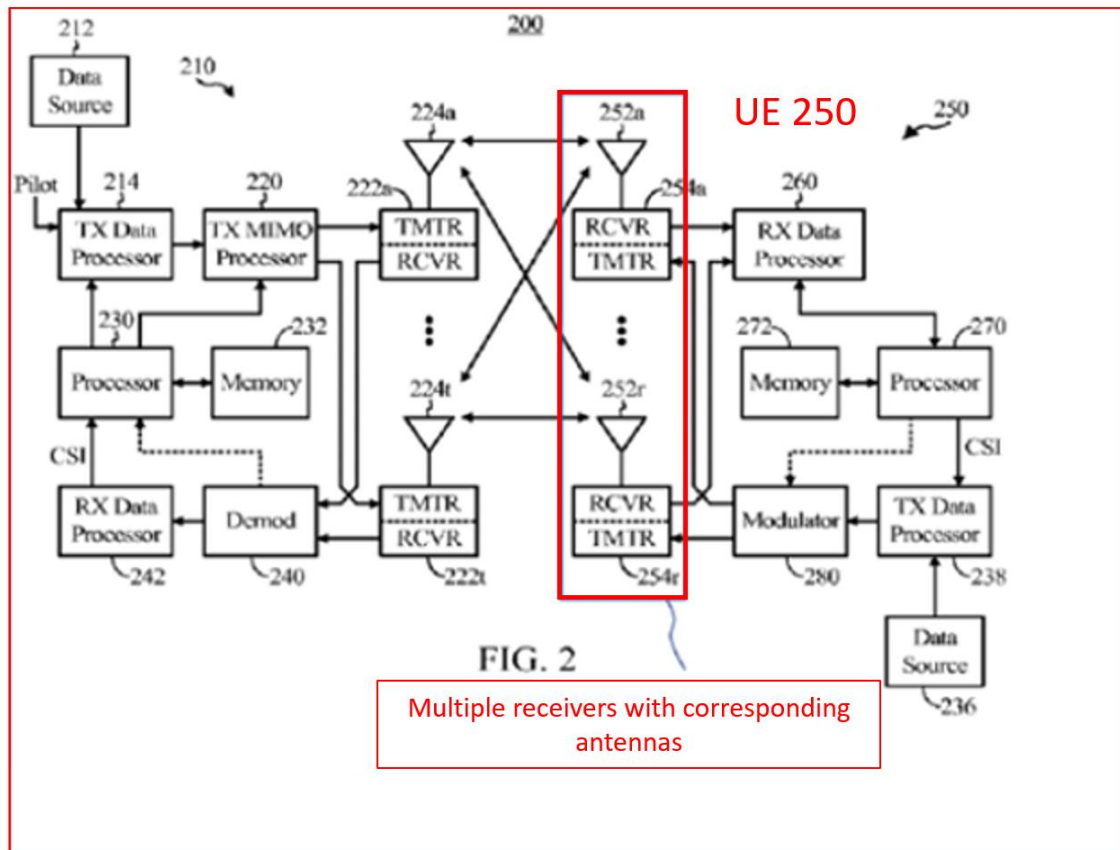 200
212
Data
Source
210
224a
252a
UE 250
250
Pilot
214
220
222a
254a
260
TX Data
Processor
TX MIMO
Processor
TMTR
RCVR
RCVR
TMTR
RX Data
Processor
230
232
272
270
Processor
Memory
224t
252r
Memory
Processor
CSI
CSI
RX Data
Processor
Demod
TMTR
RCVR
RCVR
TMTR
Modulator
TX Data
Processor
242
240
222t
254r
280
238
FIG. 2
Data
Source
236
Multiple receivers with corresponding
antennas